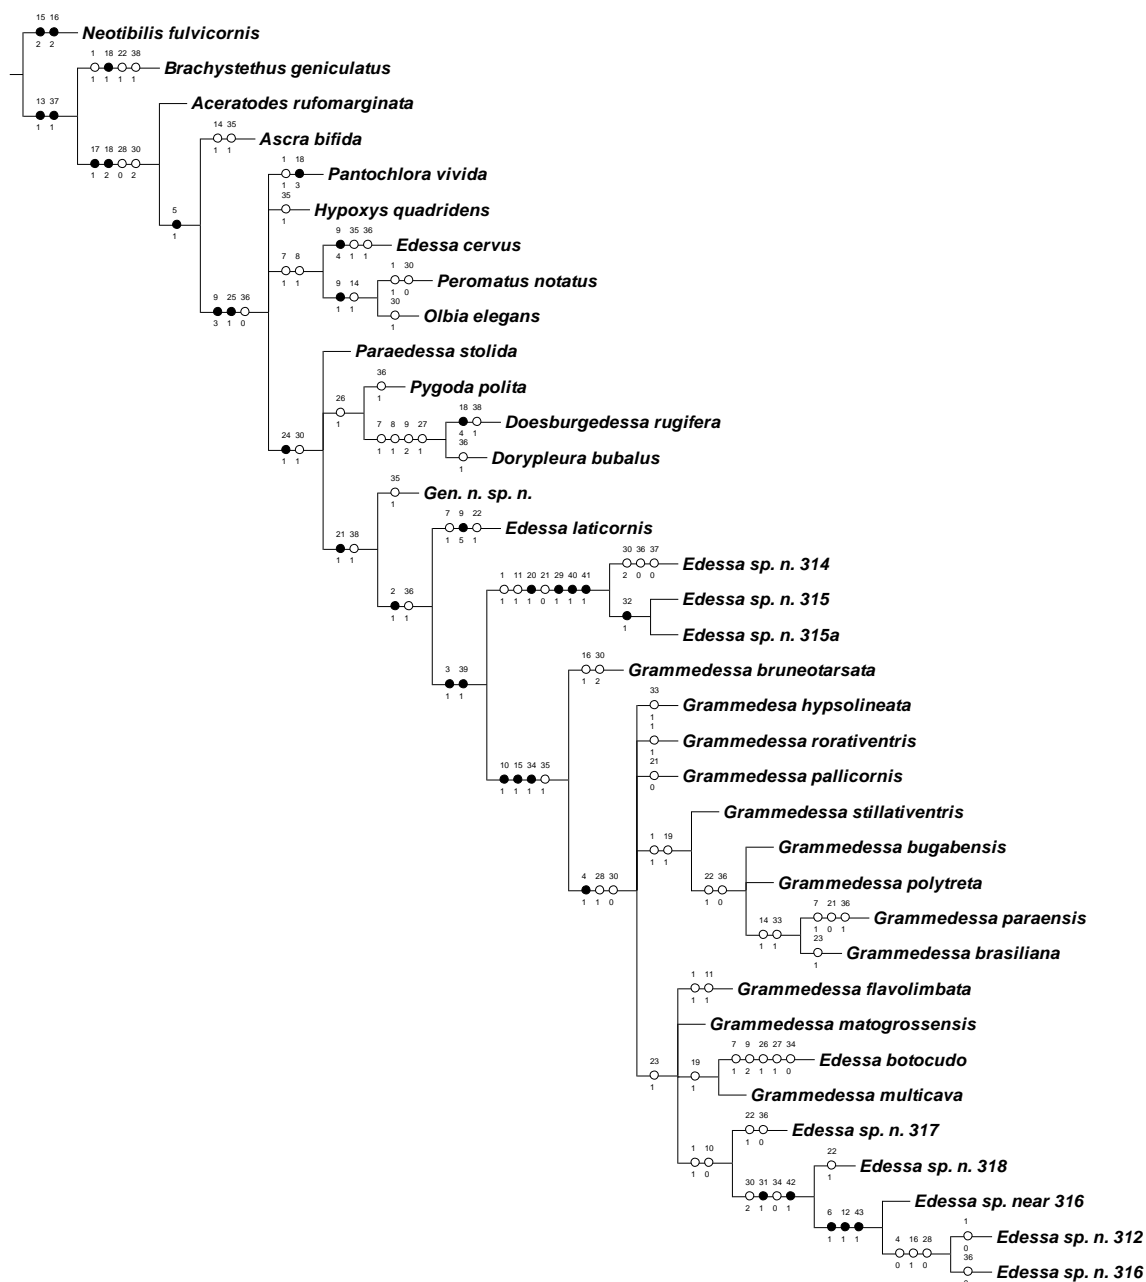 15 16
Neotibilis fulvicornis
2 2
1 18 22 38
Brachystethus geniculatus
1 1 1 1
13 37
1 1
Aceratodes rufomarginata
14 35
Ascra bifida
1 1
17 18 28 30
1 2 0 2
1 18
Pantochlora vivida
1 3
35
Hypoxys quadridens
1
5
1
9 35 36
Edessa cervus
4 1 1
7 8
1 1
1 30
Peromatus notatus
1 0
9 14
1 1
30
Olbia elegans
1
9 25 36
3 1 0
Paraedessa stolida
36
Pygoda polita
1
26
1
18 38
Doesburgedessa rugifera
4 1
7 8 9 27
1 1 2 1
36
Dorypleura bubalus
1
24 30
1 1
35
Gen. n. sp. n.
1
7 9 22
Edessa laticornis
1 5 1
21 38
1 1
30 36 37
Edessa sp. n. 314
2 0 0
1 11 20 21 29 40 41
1 1 1 0 1 1 1
2 36
1 1
Edessa sp. n. 315
32
1
Edessa sp. n. 315a
16 30
Grammedessa bruneotarsata
1 2
3 39
1 1
33
Grammedesa hypsolineata
1
1
Grammedessa rorativentris
1
21
Grammedessa pallicornis
0
10 15 34 35
1 1 1 1
Grammedessa stillativentris
1 19
1 1
Grammedessa bugabensis
22 36
1 0
Grammedessa polytreta
4 28 30
1 1 0
7 21 36
Grammedessa paraensis
1 0 1
14 33
1 1
23
Grammedessa brasiliana
1
1 11
Grammedessa flavolimbata
1 1
Grammedessa matogrossensis
7 9 26 27 34
Edessa botocudo
1 2 1 1 0
23
1
19
1
Grammedessa multicava
22 36
Edessa sp. n. 317
1 0
1 10
1 0
22
Edessa sp. n. 318
1
30 31 34 42
2 1 0 1
Edessa sp. near 316
6 12 43
1 1 1
1
Edessa sp. n. 312
0
4 16 28
0 1 0
36
Edessa sp. n. 316